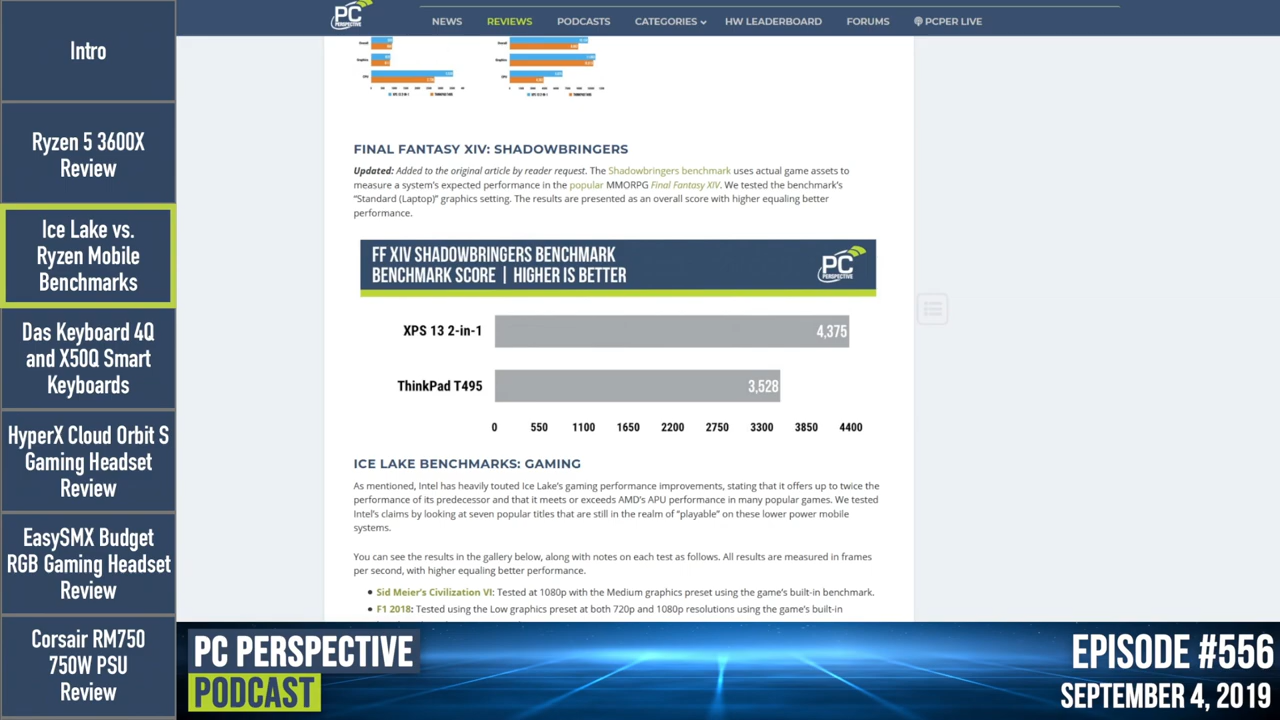 Intro
Ryzen 5 3600X
Review
Ice Lake vs.
Ryzen Mobile
Benchmarks
Das Keyboard 4Q
and X50Q Smart
Keyboards
HyperX Cloud Orbit S
Gaming Headset
Review
EasySMX Budget
RGB Gaming Headset
Review
Corsair RM750
750W PSU
Review
PC
PERSPECTIVE
NEWS REVIEWS PODCASTS CATEGORIES HW LEADERBOARD FORUMS PCPER LIVE
FINAL FANTASY XIV: SHADOWBRINGERS
Updated: Added to the original article by reader request. The Shadowbringers benchmark uses actual game assets to
measure a system's expected performance in the popular MMORPG Final Fantasy XIV. We tested the benchmark's
"Standard (Laptop)" graphics setting. The results are presented as an overall score with higher equaling better
performance.
FF XIV SHADOWBRINGERS BENCHMARK
BENCHMARK SCORE | HIGHER IS BETTER
PC
PERSPECTIVE
XPS 13 2-in-1 4,375
ThinkPad T495 3,528
0 550 1100 1650 2200 2750 3300 3850 4400
ICE LAKE BENCHMARKS: GAMING
As mentioned, Intel has heavily touted Ice Lake's gaming performance improvements, stating that it offers up to twice the
performance of its predecessor and that it meets or exceeds AMD's APU performance in many popular games. We tested
Intel's claims by looking at seven popular titles that are still in the realm of "playable" on these lower power mobile
systems.
You can see the results in the gallery below, along with notes on each test as follows. All results are measured in frames
per second, with higher equaling better performance.
• Sid Meier's Civilization VI: Tested at 1080p with the Medium graphics preset using the game's built-in benchmark.
• F1 2018: Tested using the Low graphics preset at both 720p and 1080p resolutions using the game's built-in
PC PERSPECTIVE
PODCAST
EPISODE #556
SEPTEMBER 4, 2019